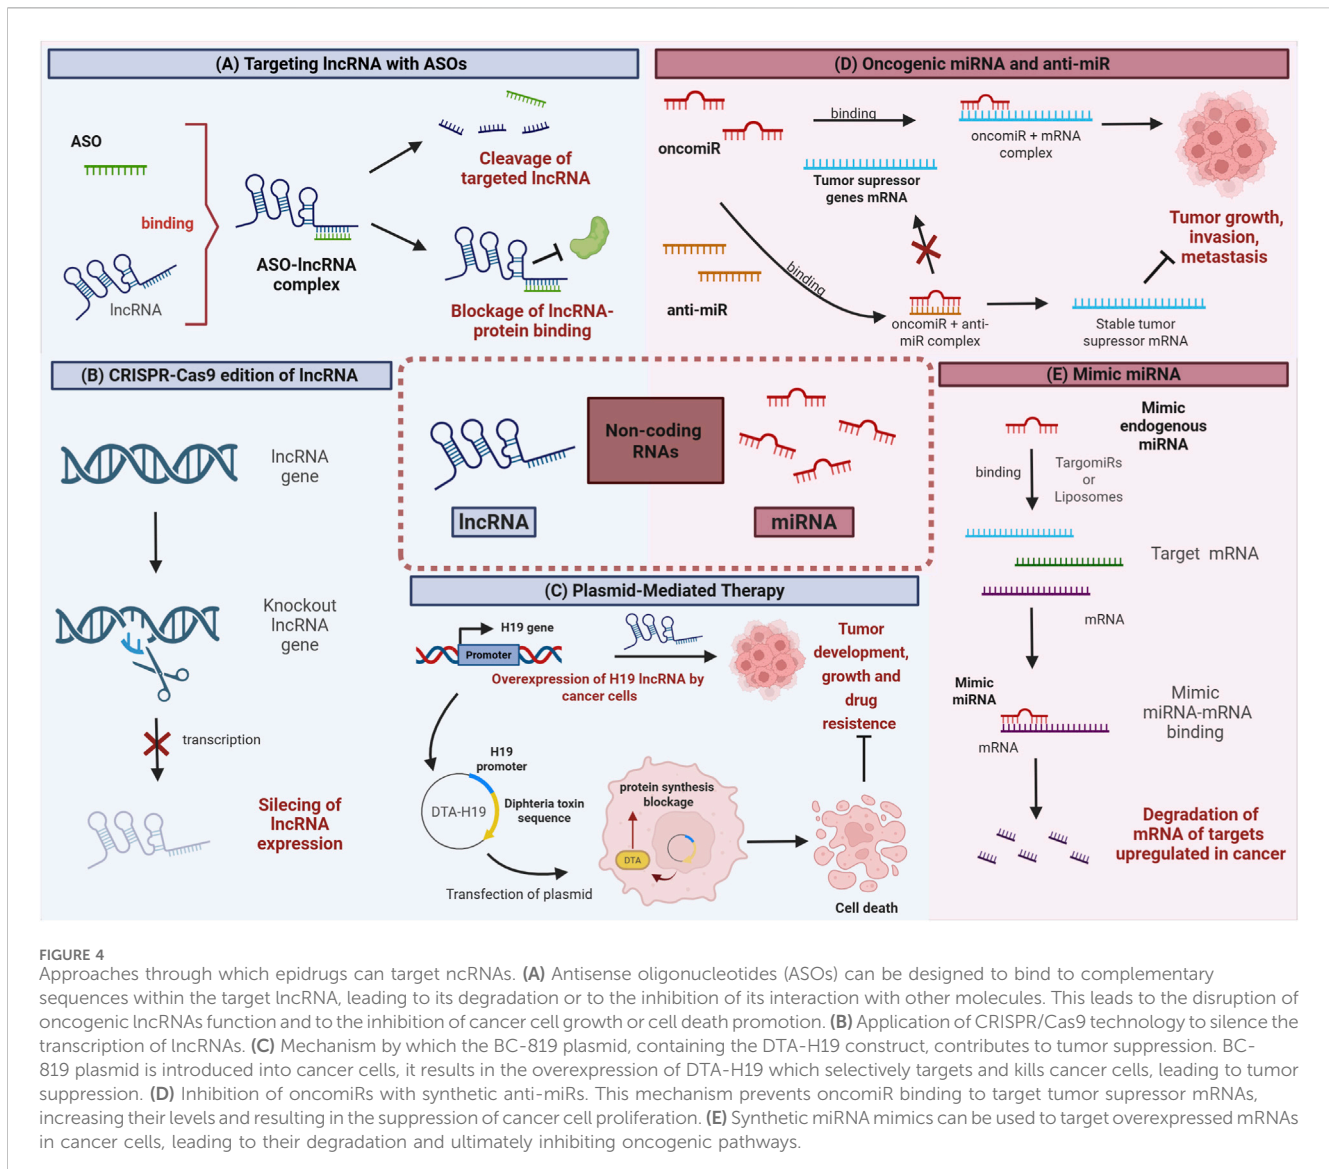 (A) Targeting lncRNA with ASOs
ASO
binding
lncRNA
ASO-lncRNA
complex
Cleavage of
targeted lncRNA
Blockage of lncRNA-
protein binding
(D) Oncogenic miRNA and anti-miR
oncomiR
binding
Tumor supressor
genes mRNA
oncomiR + mRNA
complex
Tumor growth,
invasion,
metastasis
anti-miR
binding
oncomiR + anti-
miR complex
Stable tumor
supressor mRNA
(B) CRISPR-Cas9 edition of lncRNA
lncRNA
gene
Knockout
lncRNA
gene
transcription
Silecing of
lncRNA
expression
Non-coding
RNAs
lncRNA
miRNA
(C) Plasmid-Mediated Therapy
H19 gene
Promoter
Overexpression of H19 lncRNA by
cancer cells
Tumor
development,
growth and
drug
resistence
H19
promoter
DTA-H19
Diphteria toxin
sequence
Transfection of plasmid
protein synthesis
blockage
DTA
Cell death
(E) Mimic miRNA
Mimic
endogenous
miRNA
binding
TargomiRs
or
Liposomes
Target mRNA
mRNA
Mimic
miRNA
mRNA
Mimic
miRNA-mRNA
binding
Degradation of
mRNA of targets
upregulated in cancer
FIGURE 4
Approaches through which epidrugs can target ncRNAs. (A) Antisense oligonucleotides (ASOs) can be designed to bind to complementary
sequences within the target lncRNA, leading to its degradation or to the inhibition of its interaction with other molecules. This leads to the disruption of
oncogenic lncRNAs function and to the inhibition of cancer cell growth or cell death promotion. (B) Application of CRISPR/Cas9 technology to silence the
transcription of lncRNAs. (C) Mechanism by which the BC-819 plasmid, containing the DTA-H19 construct, contributes to tumor suppression. BC-
819 plasmid is introduced into cancer cells, it results in the overexpression of DTA-H19 which selectively targets and kills cancer cells, leading to tumor
suppression. (D) Inhibition of oncomiRs with synthetic anti-miRs. This mechanism prevents oncomiR binding to target tumor supressor mRNAs,
increasing their levels and resulting in the suppression of cancer cell proliferation. (E) Synthetic miRNA mimics can be used to target overexpressed mRNAs
in cancer cells, leading to their degradation and ultimately inhibiting oncogenic pathways.